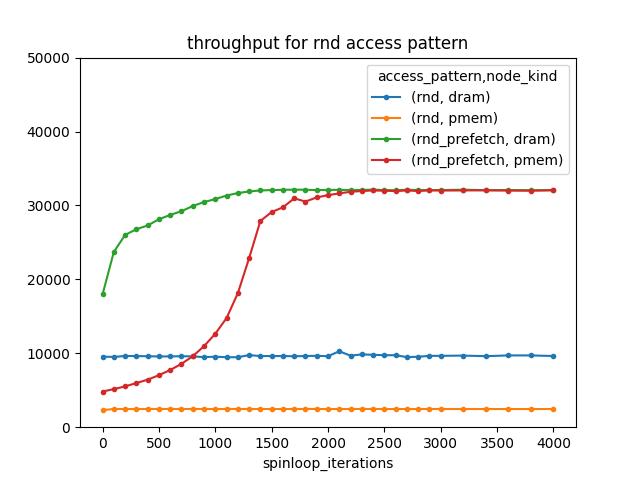 throughput for rnd access pattern
50000
40000
30000
20000
10000
0
access_pattern,node_kind
(rnd, dram)
(rnd, pmem)
(rnd_prefetch, dram)
(rnd_prefetch, pmem)
0 500 1000 1500 2000 2500 3000 3500 4000
spinloop_iterations